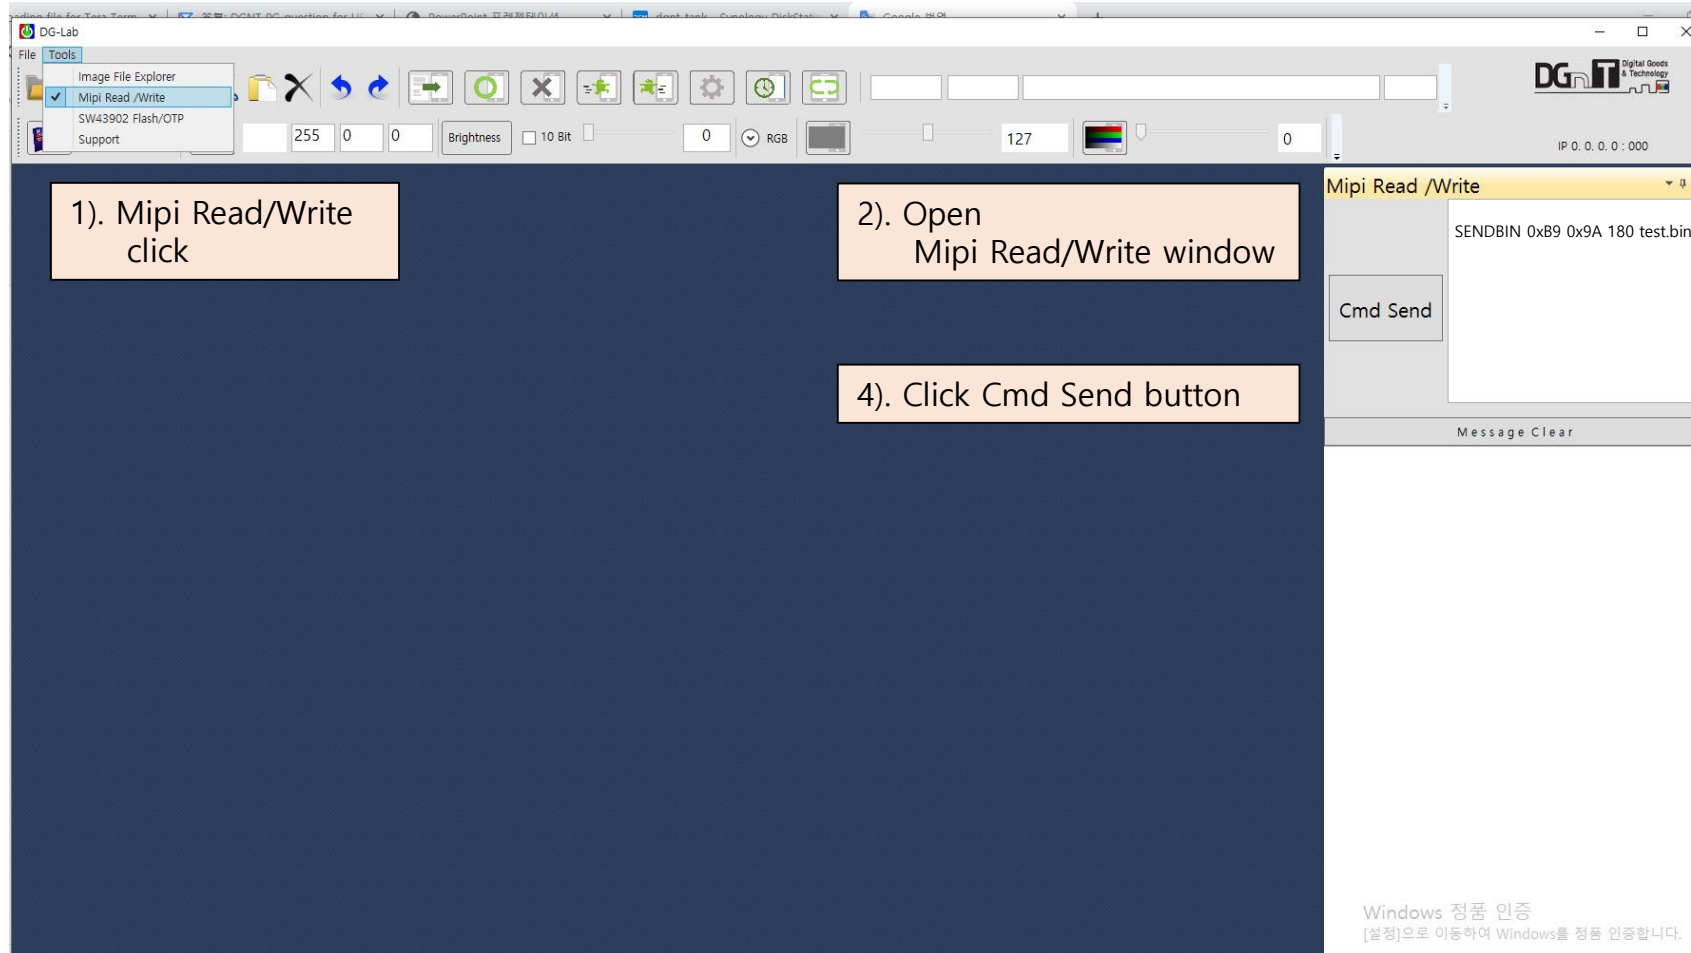 DG-Lab
File Tools
Image File Explorer
Mipi Read /Write
SW43902 Flash/OTP
Support
255 0 0 Brightness 10 Bit 0 RGB 127 0
DGnT Digital Goods
& Technology
IP 0. 0. 0. 0 : 000
1). Mipi Read/Write
click
2). Open
Mipi Read/Write window
4). Click Cmd Send button
Mipi Read /Write
SENDBIN 0xB9 0x9A 180 test.bin
Cmd Send
Message Clear
Windows 정품 인증
[설정]으로 이동하여 Windows를 정품 인증합니다.